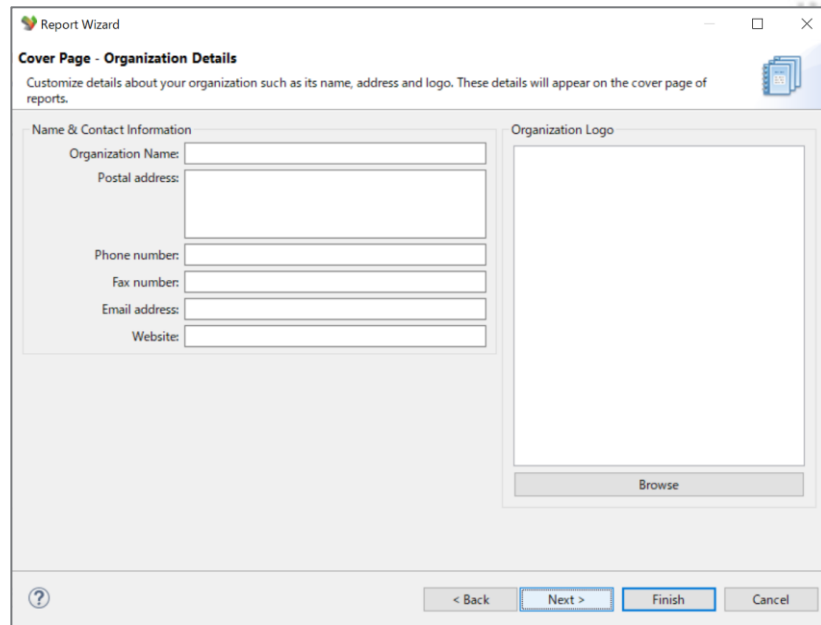 Report Wizard
Cover Page - Organization Details
Customize details about your organization such as its name, address and logo. These details will appear on the cover page of
reports.
Name & Contact Information
Organization Name:
Postal address:
Phone number:
Fax number:
Email address:
Website:
Organization Logo
Browse
< Back
Next >
Finish
Cancel